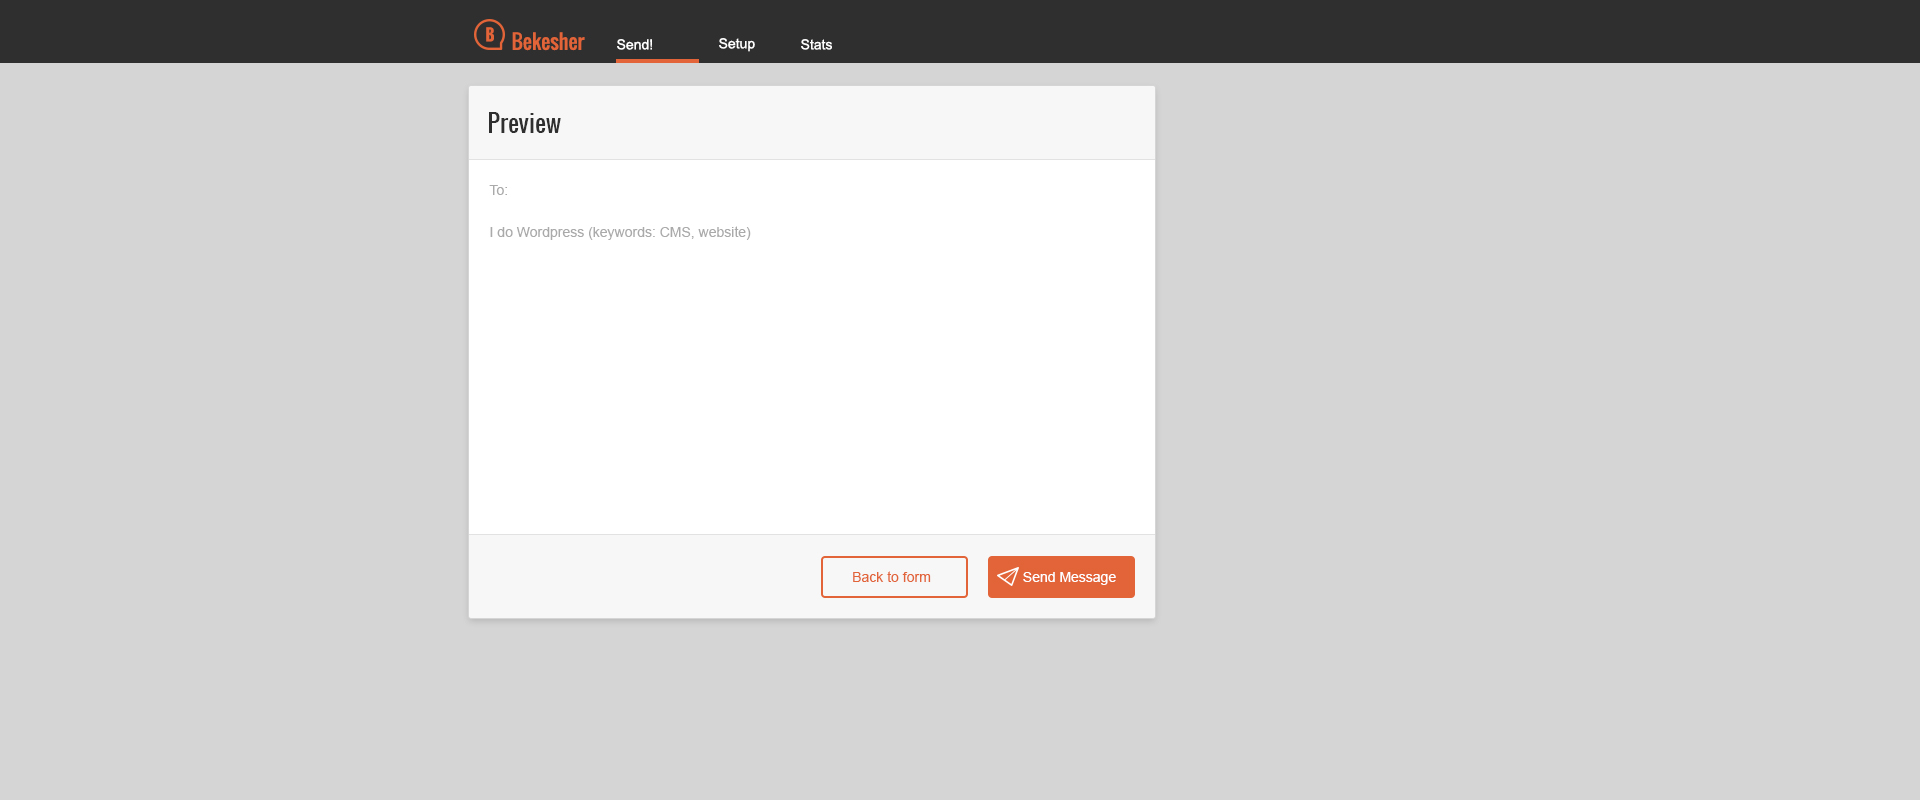 B Bekesher
Send! Setup Stats
Preview
To:
I do Wordpress (keywords: CMS, website)
Back to form
Send Message